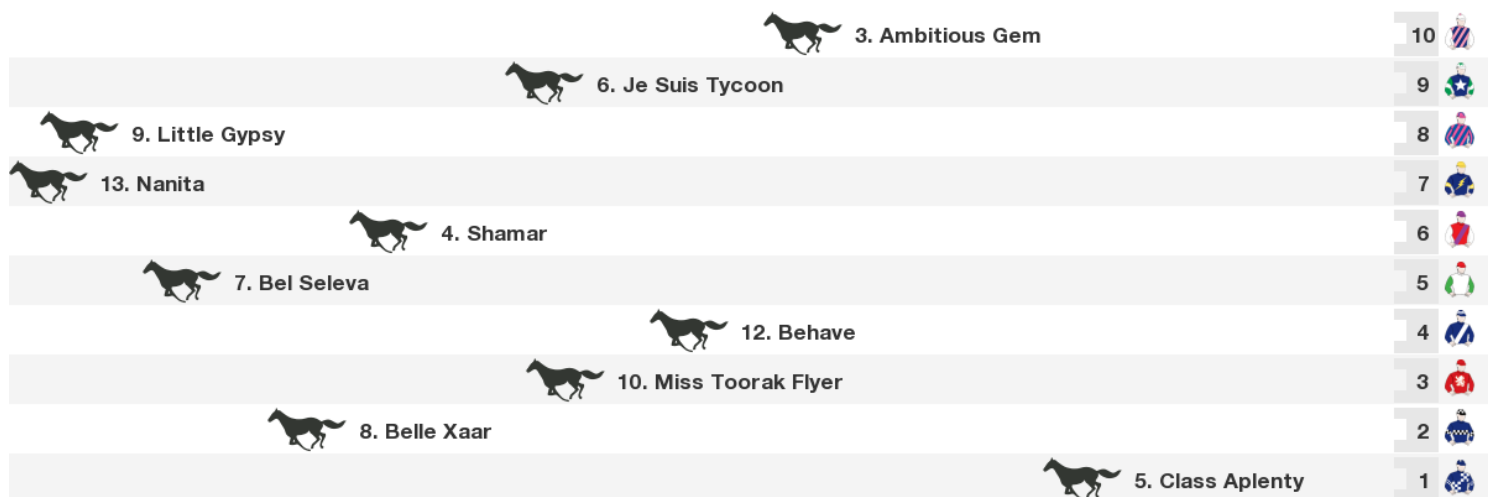 3. Ambitious Gem 10
6. Je Suis Tycoon 9
9. Little Gypsy 8
13. Nanita 7
4. Shamar 6
7. Bel Seleva 5
12. Behave 4
10. Miss Toorak Flyer 3
8. Belle Xaar 2
5. Class Aplenty 1